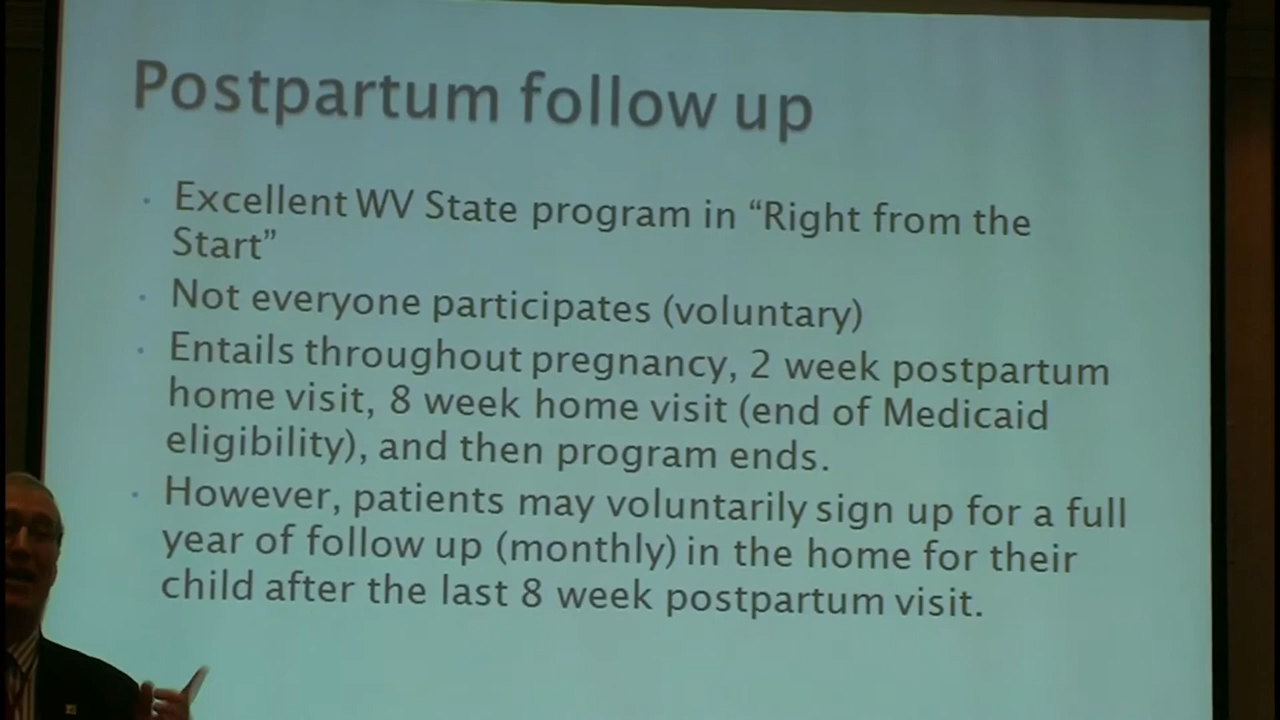 Postpartum follow up
· Excellent WV State program in “Right from the
Start”
· Not everyone participates (voluntary)
· Entails throughout pregnancy, 2 week postpartum
home visit, 8 week home visit (end of Medicaid
eligibility), and then program ends.
· However, patients may voluntarily sign up for a full
year of follow up (monthly) in the home for their
child after the last 8 week postpartum visit.